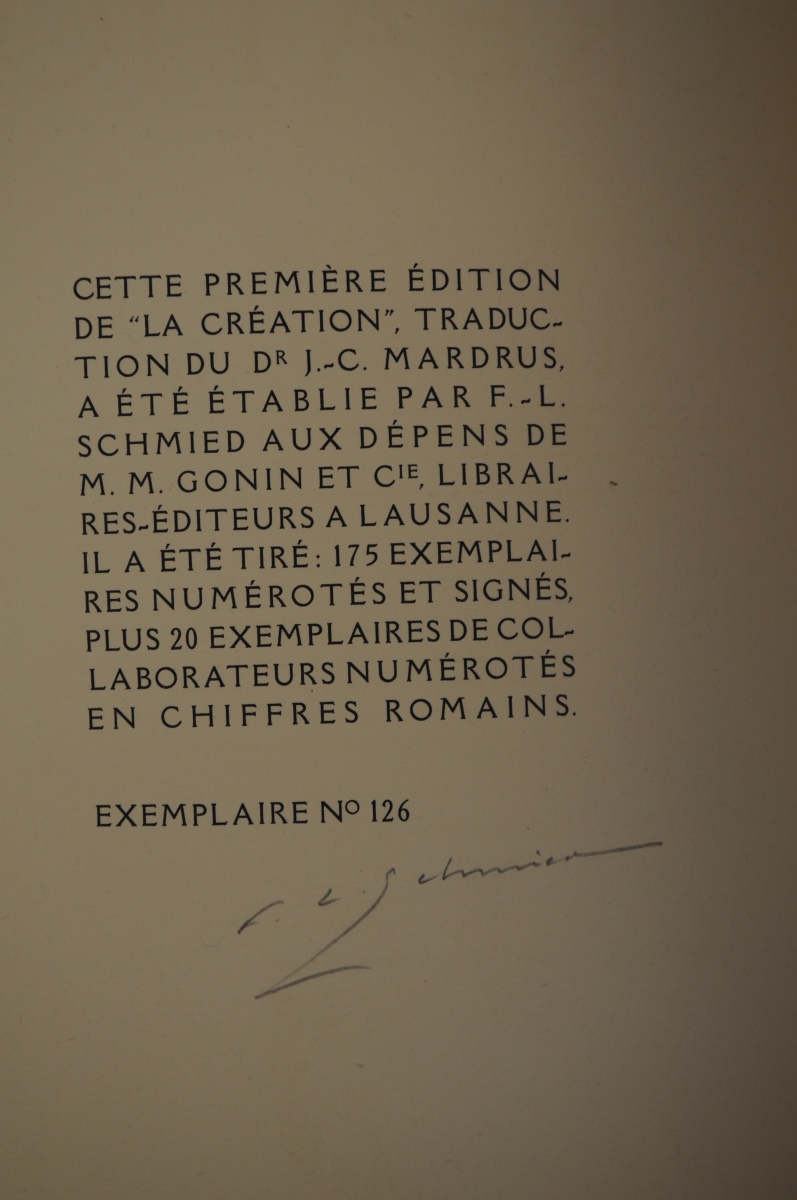 CETTE PREMIÈRE ÉDITION
DE “LA CRÉATION”, TRADUC-
TION DU DR J.-C. MARDRUS,
A ÉTÉ ÉTABLIE PAR F.-L.
SCHMIED AUX DÉPENS DE
M. M. GONIN ET CIE, LIBRAI-
RES-ÉDITEURS A LAUSANNE.
IL A ÉTÉ TIRÉ : 175 EXEMPLAI-
RES NUMÉROTÉS ET SIGNÉS,
PLUS 20 EXEMPLAIRES DE COL-
LABORATEURS NUMÉROTÉS
EN CHIFFRES ROMAINS.
EXEMPLAIRE NO 126
F. L. Schmied